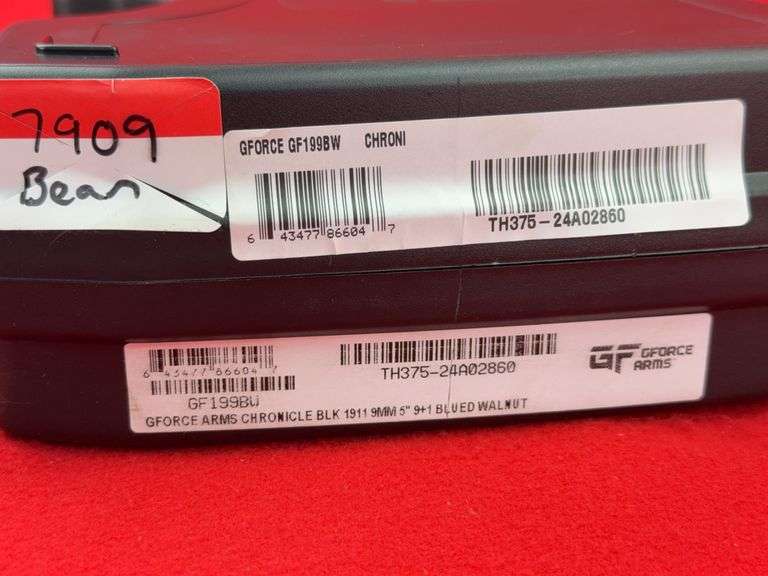 7909
Bean
GFORCE GF199BW CHRONI
6 43477 86604 7
TH375-24A02860
6 43477 86604 7
GF199BW
TH375-24A02860
GF GFORCE
ARMS
GFORCE ARMS CHRONICLE BLK 1911 9MM 5" 9+1 BLUED WALNUT